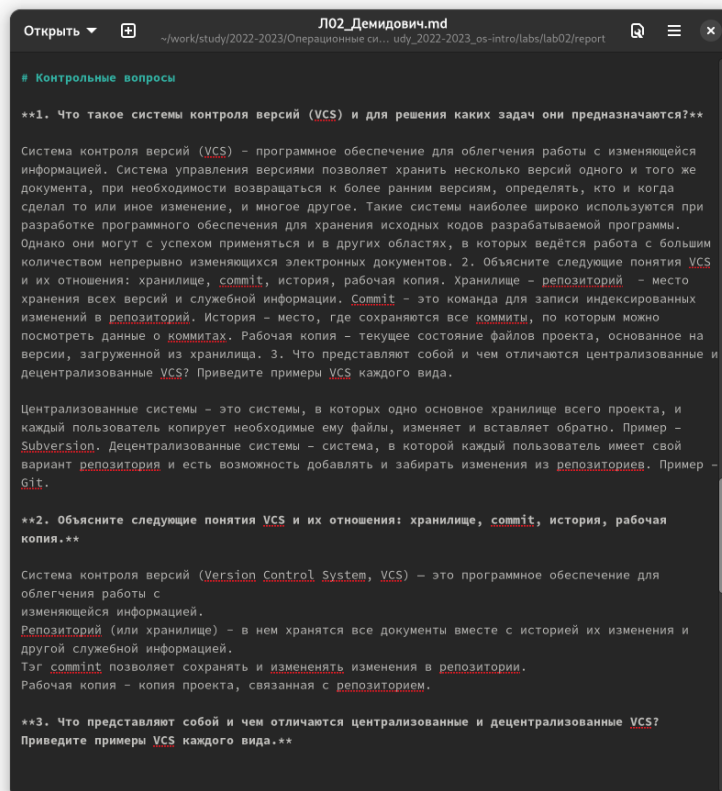 Открыть
Л02_Демидович.md
~/work/study/2022-2023/Операционные си... udy_2022-2023_os-intro/labs/lab02/report
# Контрольные вопросы
**1. Что такое системы контроля версий (VCS) и для решения каких задач они предназначаются?**
Система контроля версий (VCS) - программное обеспечение для облегчения работы с изменяющейся
информацией. Система управления версиями позволяет хранить несколько версий одного и того же
документа, при необходимости возвращаться к более ранним версиям, определять, кто и когда
сделал то или иное изменение, и многое другое. Такие системы наиболее широко используются при
разработке программного обеспечения для хранения исходных кодов разрабатываемой программы.
Однако они могут с успехом применяться и в других областях, в которых ведётся работа с большим
количеством непрерывно изменяющихся электронных документов. 2. Объясните следующие понятия VCS
и их отношения: хранилище, commit, история, рабочая копия. Хранилище – репозиторий  – место
хранения всех версий и служебной информации. Commit – это команда для записи индексированных
изменений в репозиторий. История – место, где сохраняются все коммиты, по которым можно
посмотреть данные о коммитах. Рабочая копия – текущее состояние файлов проекта, основанное на
версии, загруженной из хранилища. 3. Что представляют собой и чем отличаются централизованные и
децентрализованные VCS? Приведите примеры VCS каждого вида.
Централизованные системы – это системы, в которых одно основное хранилище всего проекта, и
каждый пользователь копирует необходимые ему файлы, изменяет и вставляет обратно. Пример –
Subversion. Децентрализованные системы – система, в которой каждый пользователь имеет свой
вариант репозитория и есть возможность добавлять и забирать изменения из репозиториев. Пример –
Git.
**2. Объясните следующие понятия VCS и их отношения: хранилище, commit, история, рабочая
копия.**
Система контроля версий (Version Control System, VCS) — это программное обеспечение для
облегчения работы с
изменяющейся информацией.
Репозиторий (или хранилище) – в нем хранятся все документы вместе с историей их изменения и
другой служебной информацией.
Тэг commint позволяет сохранять и измененять изменения в репозитории.
Рабочая копия – копия проекта, связанная с репозиторием.
**3. Что представляют собой и чем отличаются централизованные и децентрализованные VCS?
Приведите примеры VCS каждого вида.**